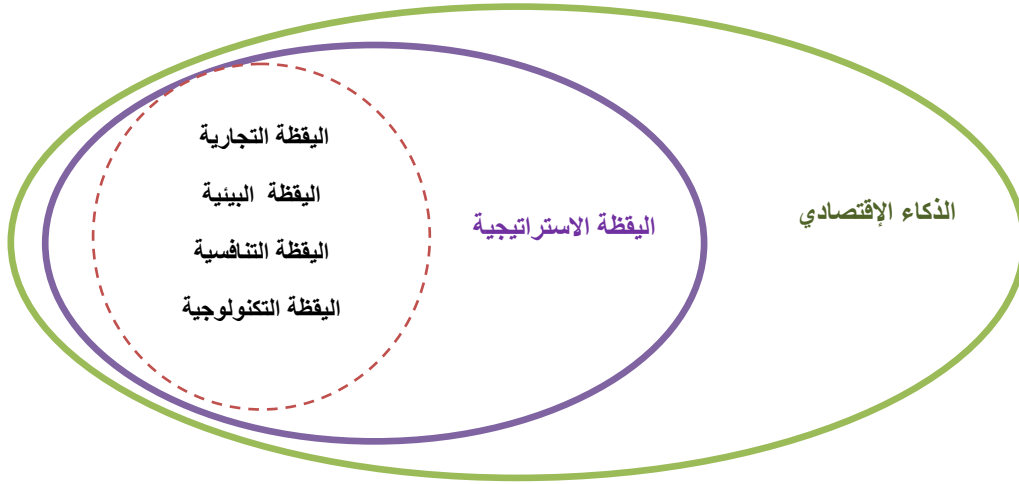 اليقظة التجارية
اليقظة البيئية
اليقظة التنافسية
اليقظة التكنولوجية
اليقظة الاستراتيجية
الذكاء الإقتصادي